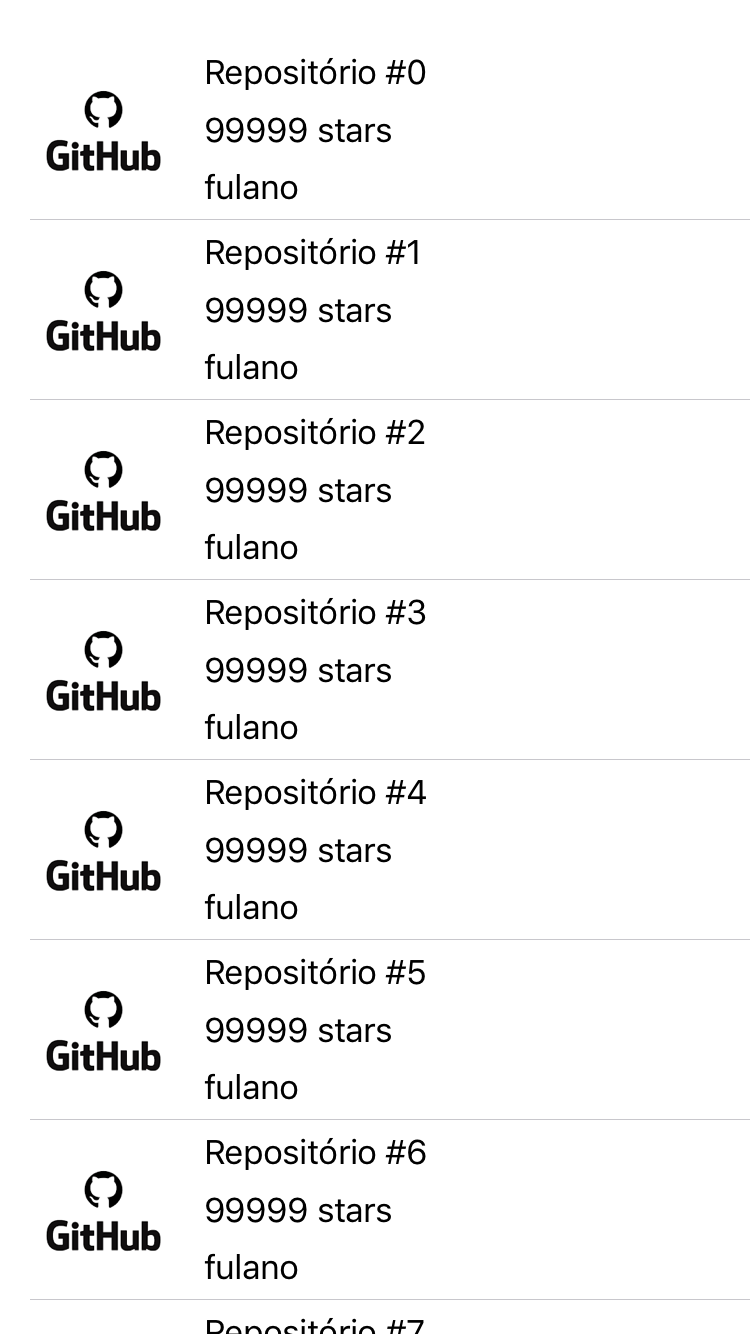 Repositório #0
99999 stars
GitHub
fulano
Repositório #1
99999 stars
GitHub
fulano
Repositório #2
99999 stars
GitHub
fulano
Repositório #3
99999 stars
GitHub
fulano
Repositório #4
99999 stars
GitHub
fulano
Repositório #5
99999 stars
GitHub
fulano
Repositório #6
99999 stars
GitHub
fulano
Repositório #7